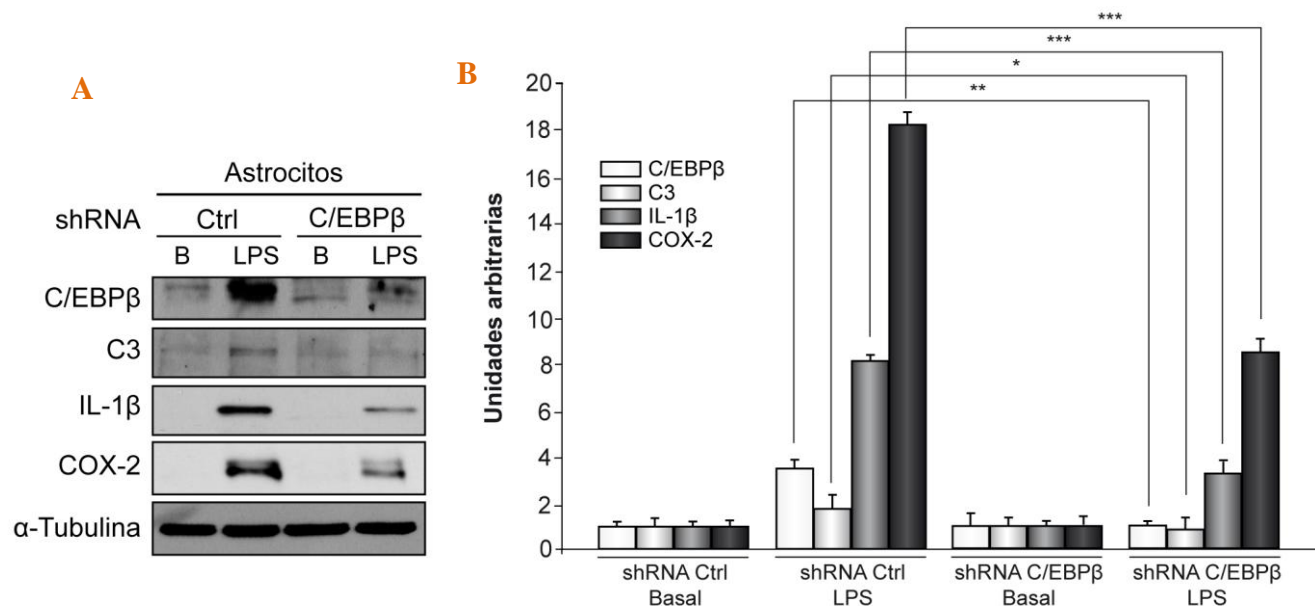 A
Astrocitos
shRNA Ctrl C/EBPβ
B LPS B LPS
C/EBPβ
C3
IL-1β
COX-2
α-Tubulina
B
***
***
*
**
Unidades arbitrarias
20
18
16
14
12
10
8
6
4
2
0
C/EBPβ
C3
IL-1β
COX-2
shRNA Ctrl
Basal
shRNA Ctrl
LPS
shRNA C/EBPβ
Basal
shRNA C/EBPβ
LPS